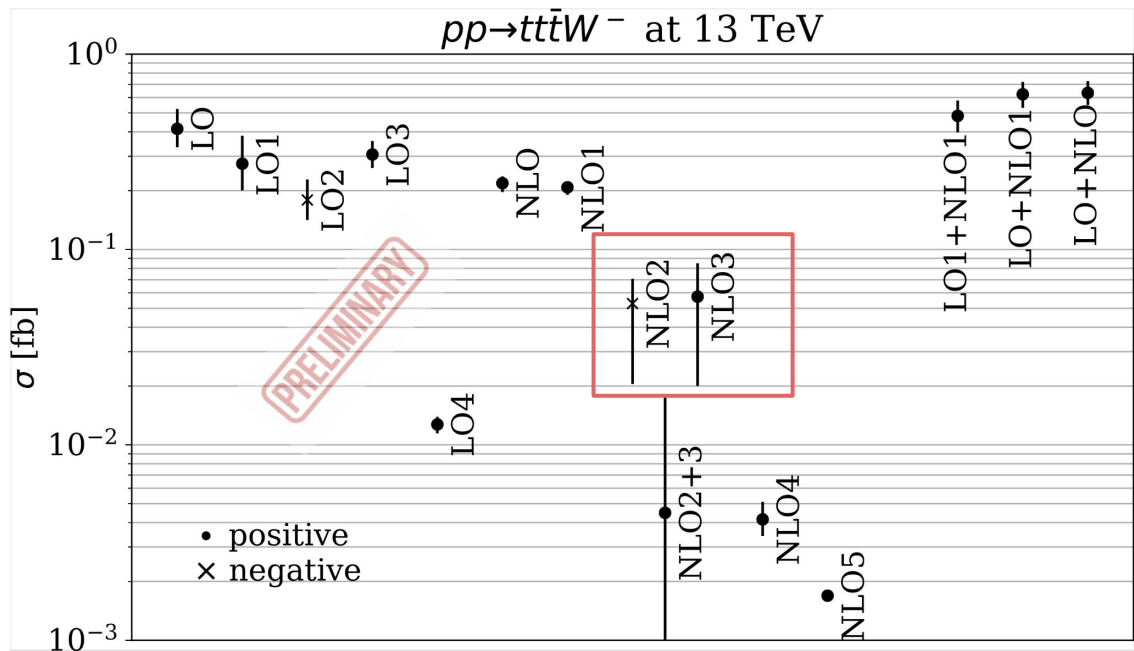 pp→tt\bar{t}W⁻ at 13 TeV
10⁰
10⁻¹
10⁻²
10⁻³
σ [fb]
LO
LO1
LO2
LO3
LO4
NLO
NLO1
NLO2
NLO3
NLO2+3
NLO4
NLO5
LO1+NLO1
LO+NLO1
LO+NLO
PRELIMINARY
positive
negative